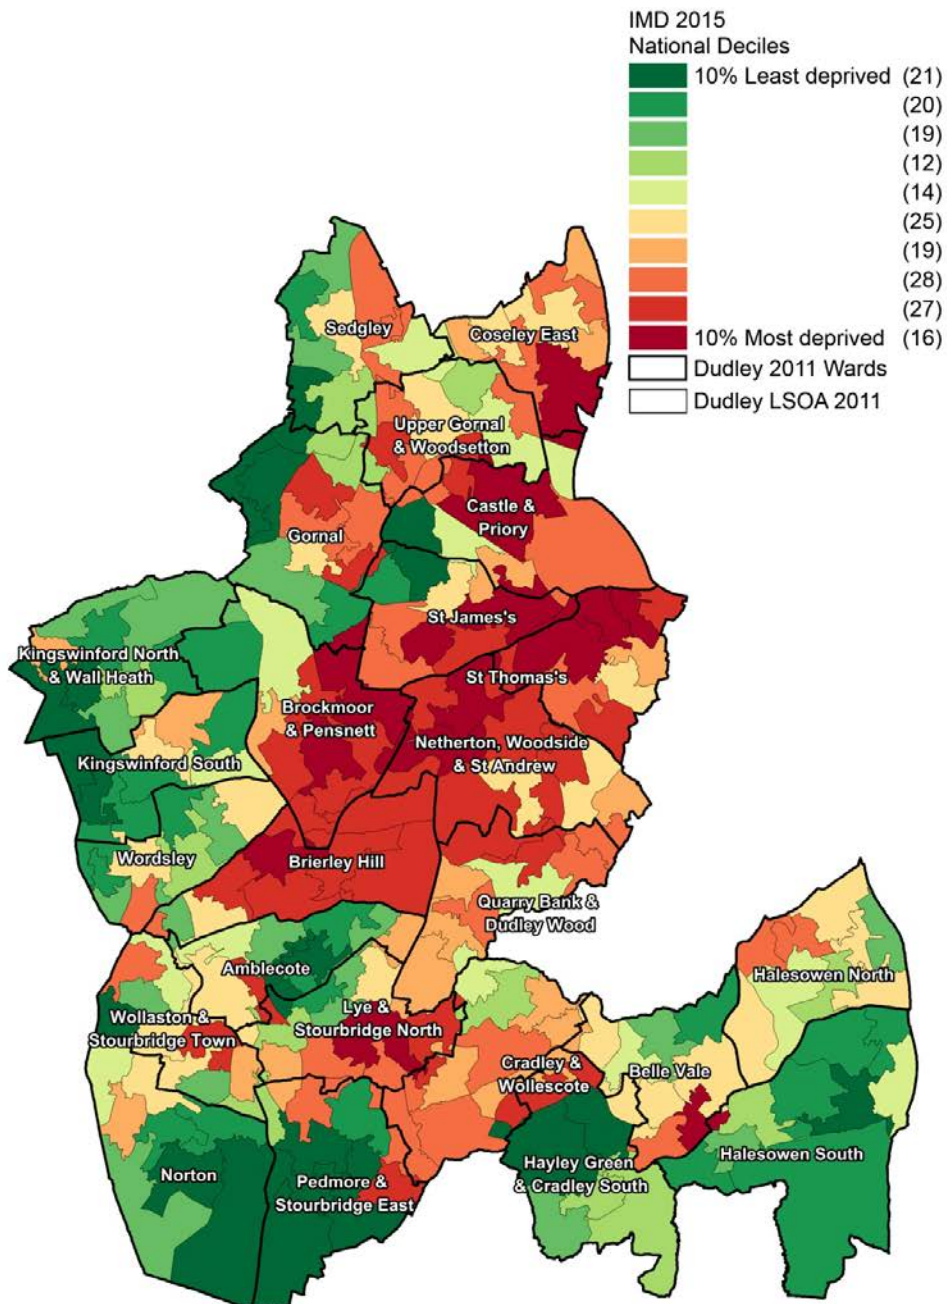 IMD 2015
National Deciles
10% Least deprived (21)
(20)
(19)
(12)
(14)
(25)
(19)
(28)
(27)
10% Most deprived (16)
Dudley 2011 Wards
Dudley LSOA 2011
Sedgley
Coseley East
Upper Gornal
& Woodsetton
Castle &
Priory
Gornal
St James's
Kingswinford North
& Wall Heath
St Thomas's
Brockmoor
& Pensnett
Netherton, Woodside
& St Andrew
Kingswinford South
Wordsley
Brierley Hill
Quarry Bank &
Dudley Wood
Amblecote
Halesowen North
Wollaston &
Stourbridge Town
Lye &
Stourbridge North
Cradley &
Wollescote
Belle Vale
Halesowen South
Norton
Pedmore &
Stourbridge East
Hayley Green
& Cradley South